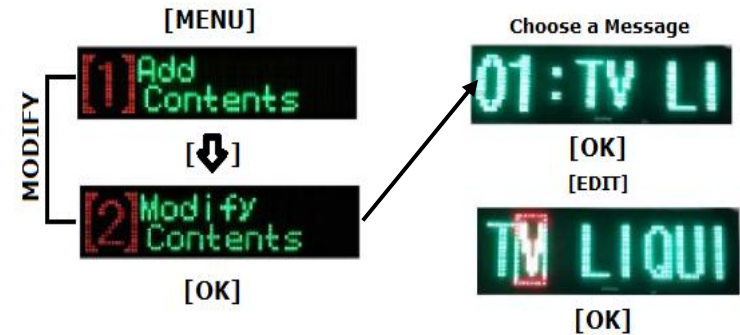 [MENU]
[1] Add
Contents
[⇩]
MODIFY
[2] Modify
Contents
[OK]
Choose a Message
01:TV LI
[OK]
[EDIT]
TV LIQUI
[OK]